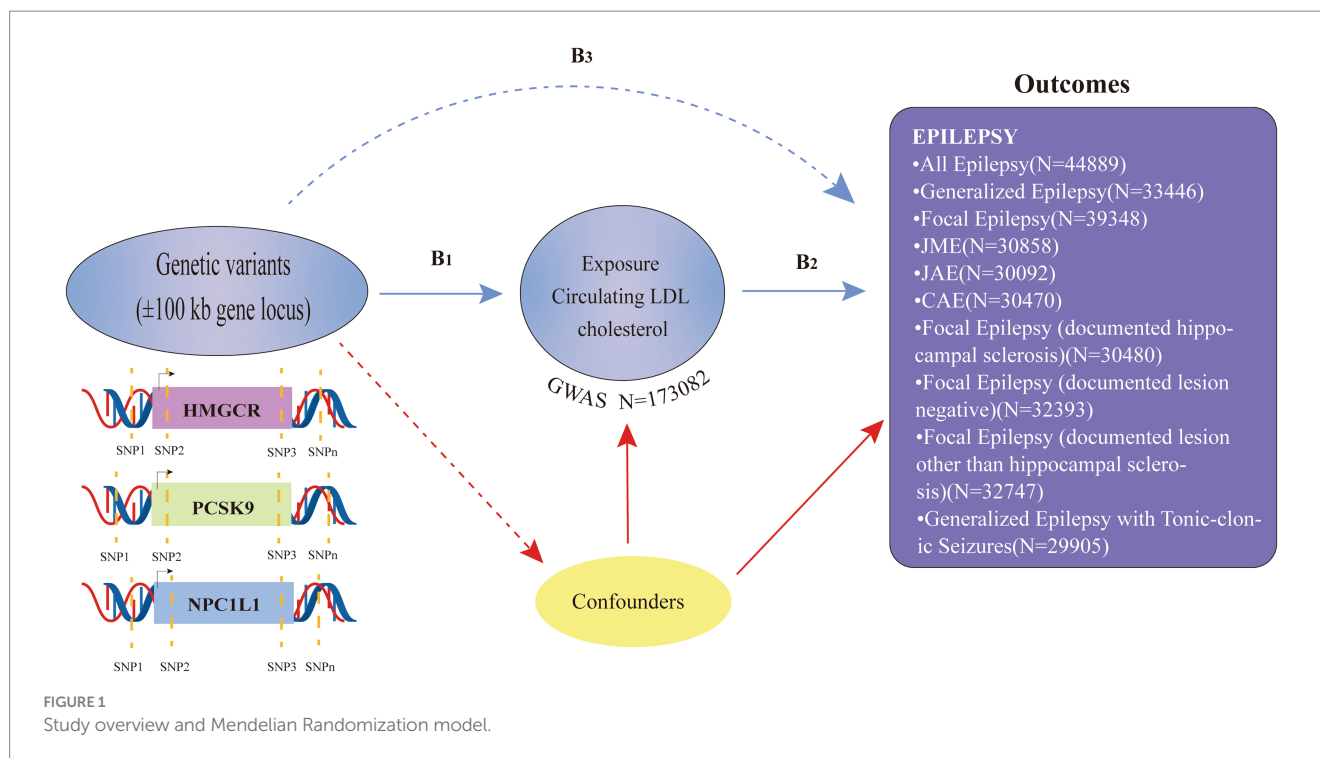 B3
Outcomes
EPILEPSY
•All Epilepsy(N=44889)
•Generalized Epilepsy(N=33446)
•Focal Epilepsy(N=39348)
•JME(N=30858)
•JAE(N=30092)
•CAE(N=30470)
•Focal Epilepsy (documented hippo-
campal sclerosis)(N=30480)
•Focal Epilepsy (documented lesion
negative)(N=32393)
•Focal Epilepsy (documented lesion
other than hippocampal sclero-
sis)(N=32747)
•Generalized Epilepsy with Tonic-clon-
ic Seizures(N=29905)
Genetic variants
(±100 kb gene locus)
B1
Exposure
Circulating LDL
cholesterol
GWAS N=173082
B2
HMGCR
SNP1 SNP2 SNP3 SNPn
PCSK9
SNP1 SNP2 SNP3 SNPn
NPC1L1
SNP1 SNP2 SNP3 SNPn
Confounders
FIGURE 1
Study overview and Mendelian Randomization model.